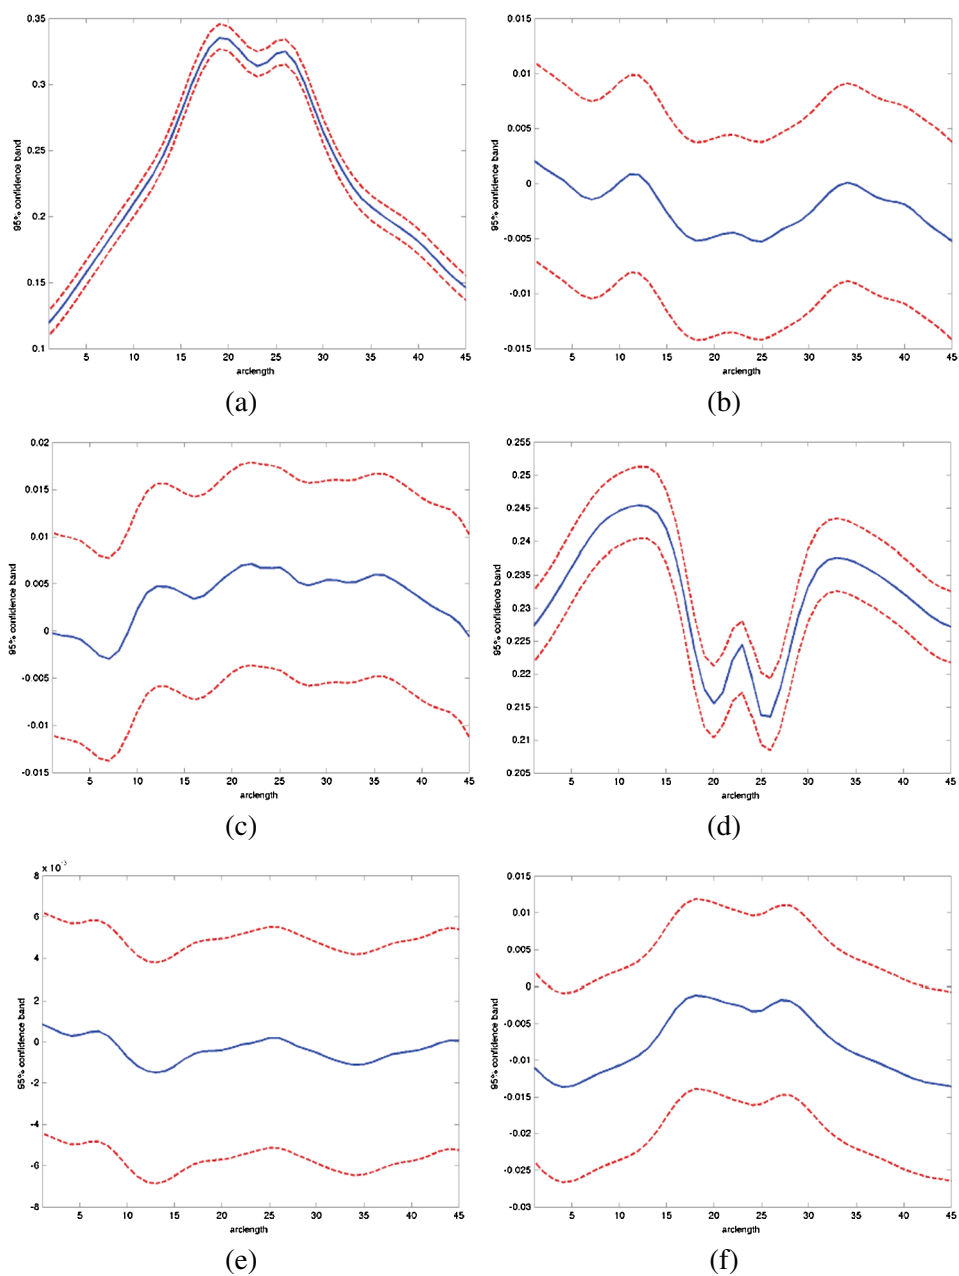 0.35
0.3
0.25
0.2
0.15
0.1
95% confidence band
5 10 15 20 25 30 35 40 45
arclength
(a)
0.015
0.01
0.005
0
-0.005
-0.01
-0.015
95% confidence band
5 10 15 20 25 30 35 40 45
arclength
(b)
0.02
0.015
0.01
0.005
0
-0.005
-0.01
-0.015
95% confidence band
5 10 15 20 25 30 35 40 45
arclength
(c)
0.255
0.25
0.245
0.24
0.235
0.23
0.225
0.22
0.215
0.21
0.205
95% confidence band
5 10 15 20 25 30 35 40 45
arclength
(d)
x 10⁻³
8
6
4
2
0
-2
-4
-6
-8
95% confidence band
5 10 15 20 25 30 35 40 45
arclength
(e)
0.015
0.01
0.005
0
-0.005
-0.01
-0.015
-0.02
-0.025
-0.03
95% confidence band
5 10 15 20 25 30 35 40 45
arclength
(f)